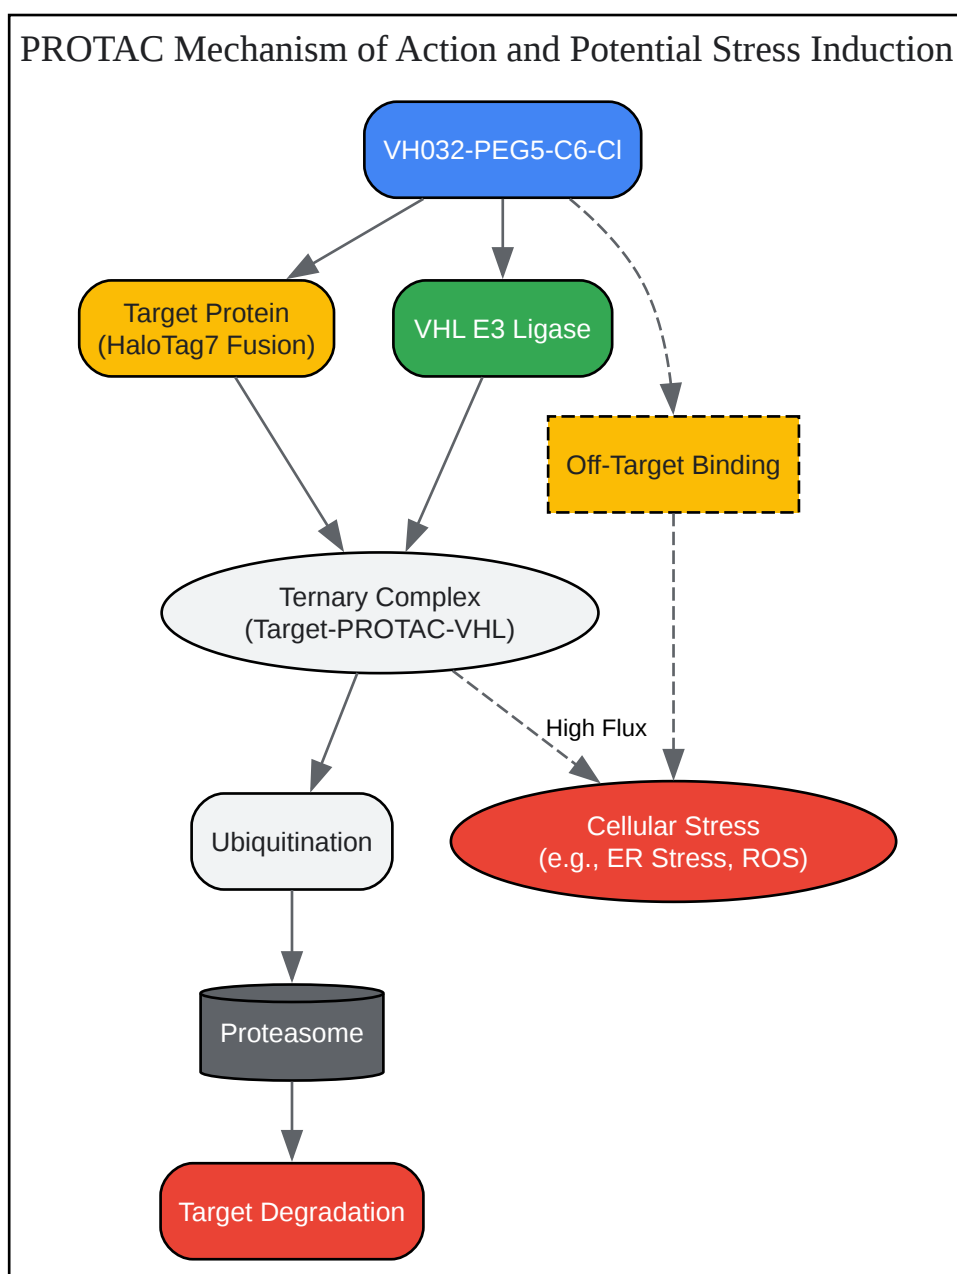 PROTAC Mechanism of Action and Potential Stress Induction
VH032-PEG5-C6-Cl
Target Protein
(HaloTag7 Fusion)
VHL E3 Ligase
Off-Target Binding
Ternary Complex
(Target-PROTAC-VHL)
High Flux
Ubiquitination
Cellular Stress
(e.g., ER Stress, ROS)
Proteasome
Target Degradation